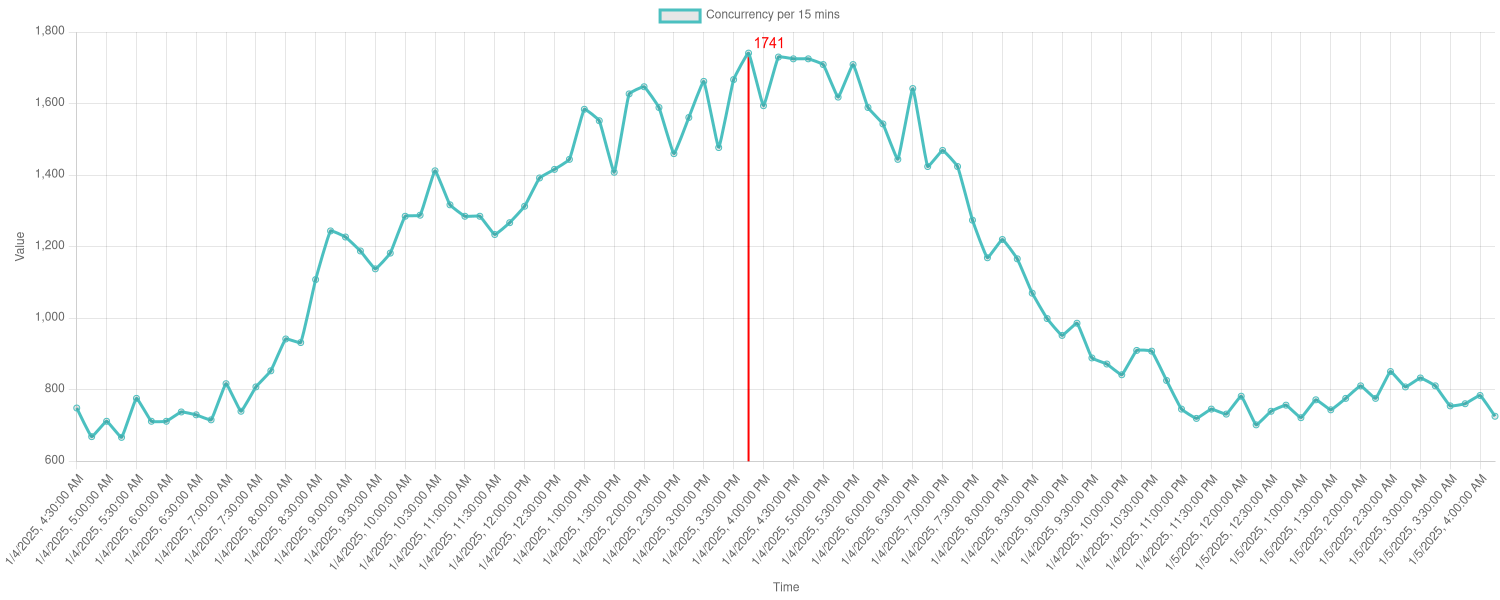 Concurrency per 15 mins
1741
Value
1,800
1,600
1,400
1,200
1,000
800
600
1/4/2025, 4:30:00 AM
1/4/2025, 5:00:00 AM
1/4/2025, 5:30:00 AM
1/4/2025, 6:00:00 AM
1/4/2025, 6:30:00 AM
1/4/2025, 7:00:00 AM
1/4/2025, 7:30:00 AM
1/4/2025, 8:00:00 AM
1/4/2025, 8:30:00 AM
1/4/2025, 9:00:00 AM
1/4/2025, 9:30:00 AM
1/4/2025, 10:00:00 AM
1/4/2025, 10:30:00 AM
1/4/2025, 11:00:00 AM
1/4/2025, 11:30:00 AM
1/4/2025, 12:00:00 PM
1/4/2025, 12:30:00 PM
1/4/2025, 1:00:00 PM
1/4/2025, 1:30:00 PM
1/4/2025, 2:00:00 PM
1/4/2025, 2:30:00 PM
1/4/2025, 3:00:00 PM
1/4/2025, 3:30:00 PM
1/4/2025, 4:00:00 PM
1/4/2025, 4:30:00 PM
1/4/2025, 5:00:00 PM
1/4/2025, 5:30:00 PM
1/4/2025, 6:00:00 PM
1/4/2025, 6:30:00 PM
1/4/2025, 7:00:00 PM
1/4/2025, 7:30:00 PM
1/4/2025, 8:00:00 PM
1/4/2025, 8:30:00 PM
1/4/2025, 9:00:00 PM
1/4/2025, 9:30:00 PM
1/4/2025, 10:00:00 PM
1/4/2025, 10:30:00 PM
1/4/2025, 11:00:00 PM
1/4/2025, 11:30:00 PM
1/5/2025, 12:00:00 AM
1/5/2025, 12:30:00 AM
1/5/2025, 1:00:00 AM
1/5/2025, 1:30:00 AM
1/5/2025, 2:00:00 AM
1/5/2025, 2:30:00 AM
1/5/2025, 3:00:00 AM
1/5/2025, 3:30:00 AM
1/5/2025, 4:00:00 AM
Time